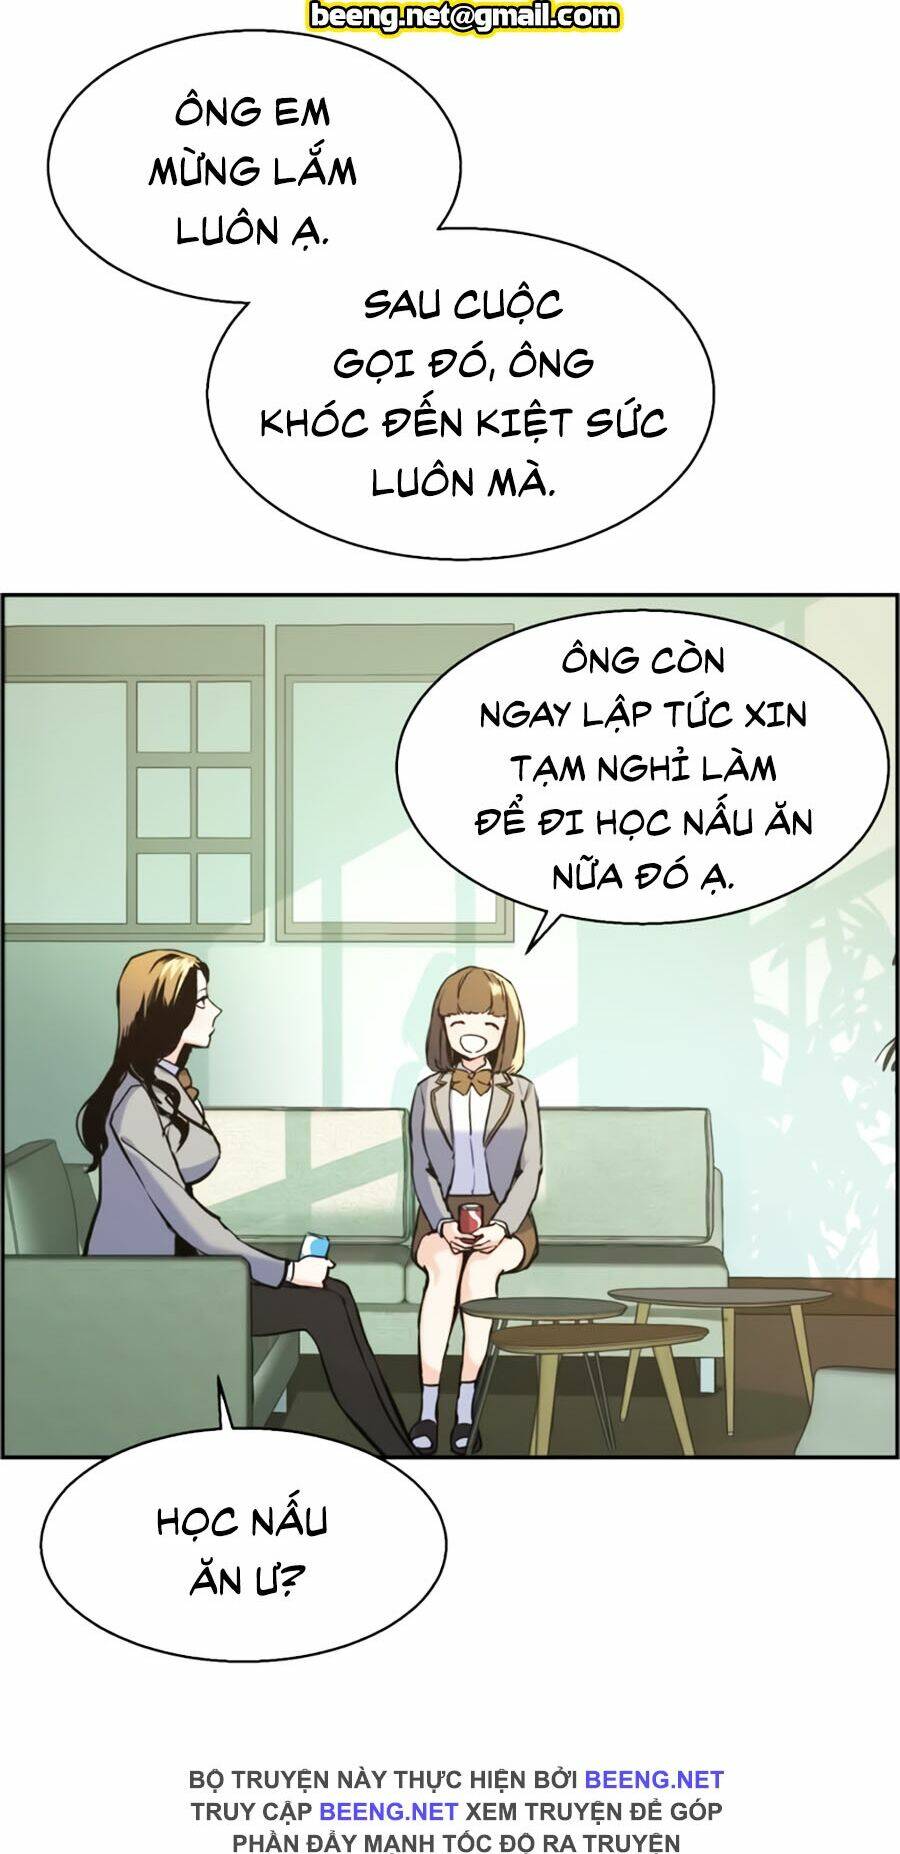 beeng.net@gmail.com
ÔNG EM
MỪNG LẮM
LUÔN Ạ.
SAU CUỘC
GỌI ĐÓ, ÔNG
KHÓC ĐẾN KIỆT SỨC
LUÔN MÀ.
ÔNG CÒN
NGAY LẬP TỨC XIN
TẠM NGHỈ LÀM
ĐỂ ĐI HỌC NẤU ĂN
NỮA ĐÓ Ạ.
HỌC NẤU
ĂN Ư?
BỘ TRUYỆN NÀY THỰC HIỆN BỞI BEENG.NET
TRUY CẬP BEENG.NET XEM TRUYỆN ĐỂ GÓP
PHẦN ĐẨY MẠNH TỐC ĐỘ RA TRUYỆN